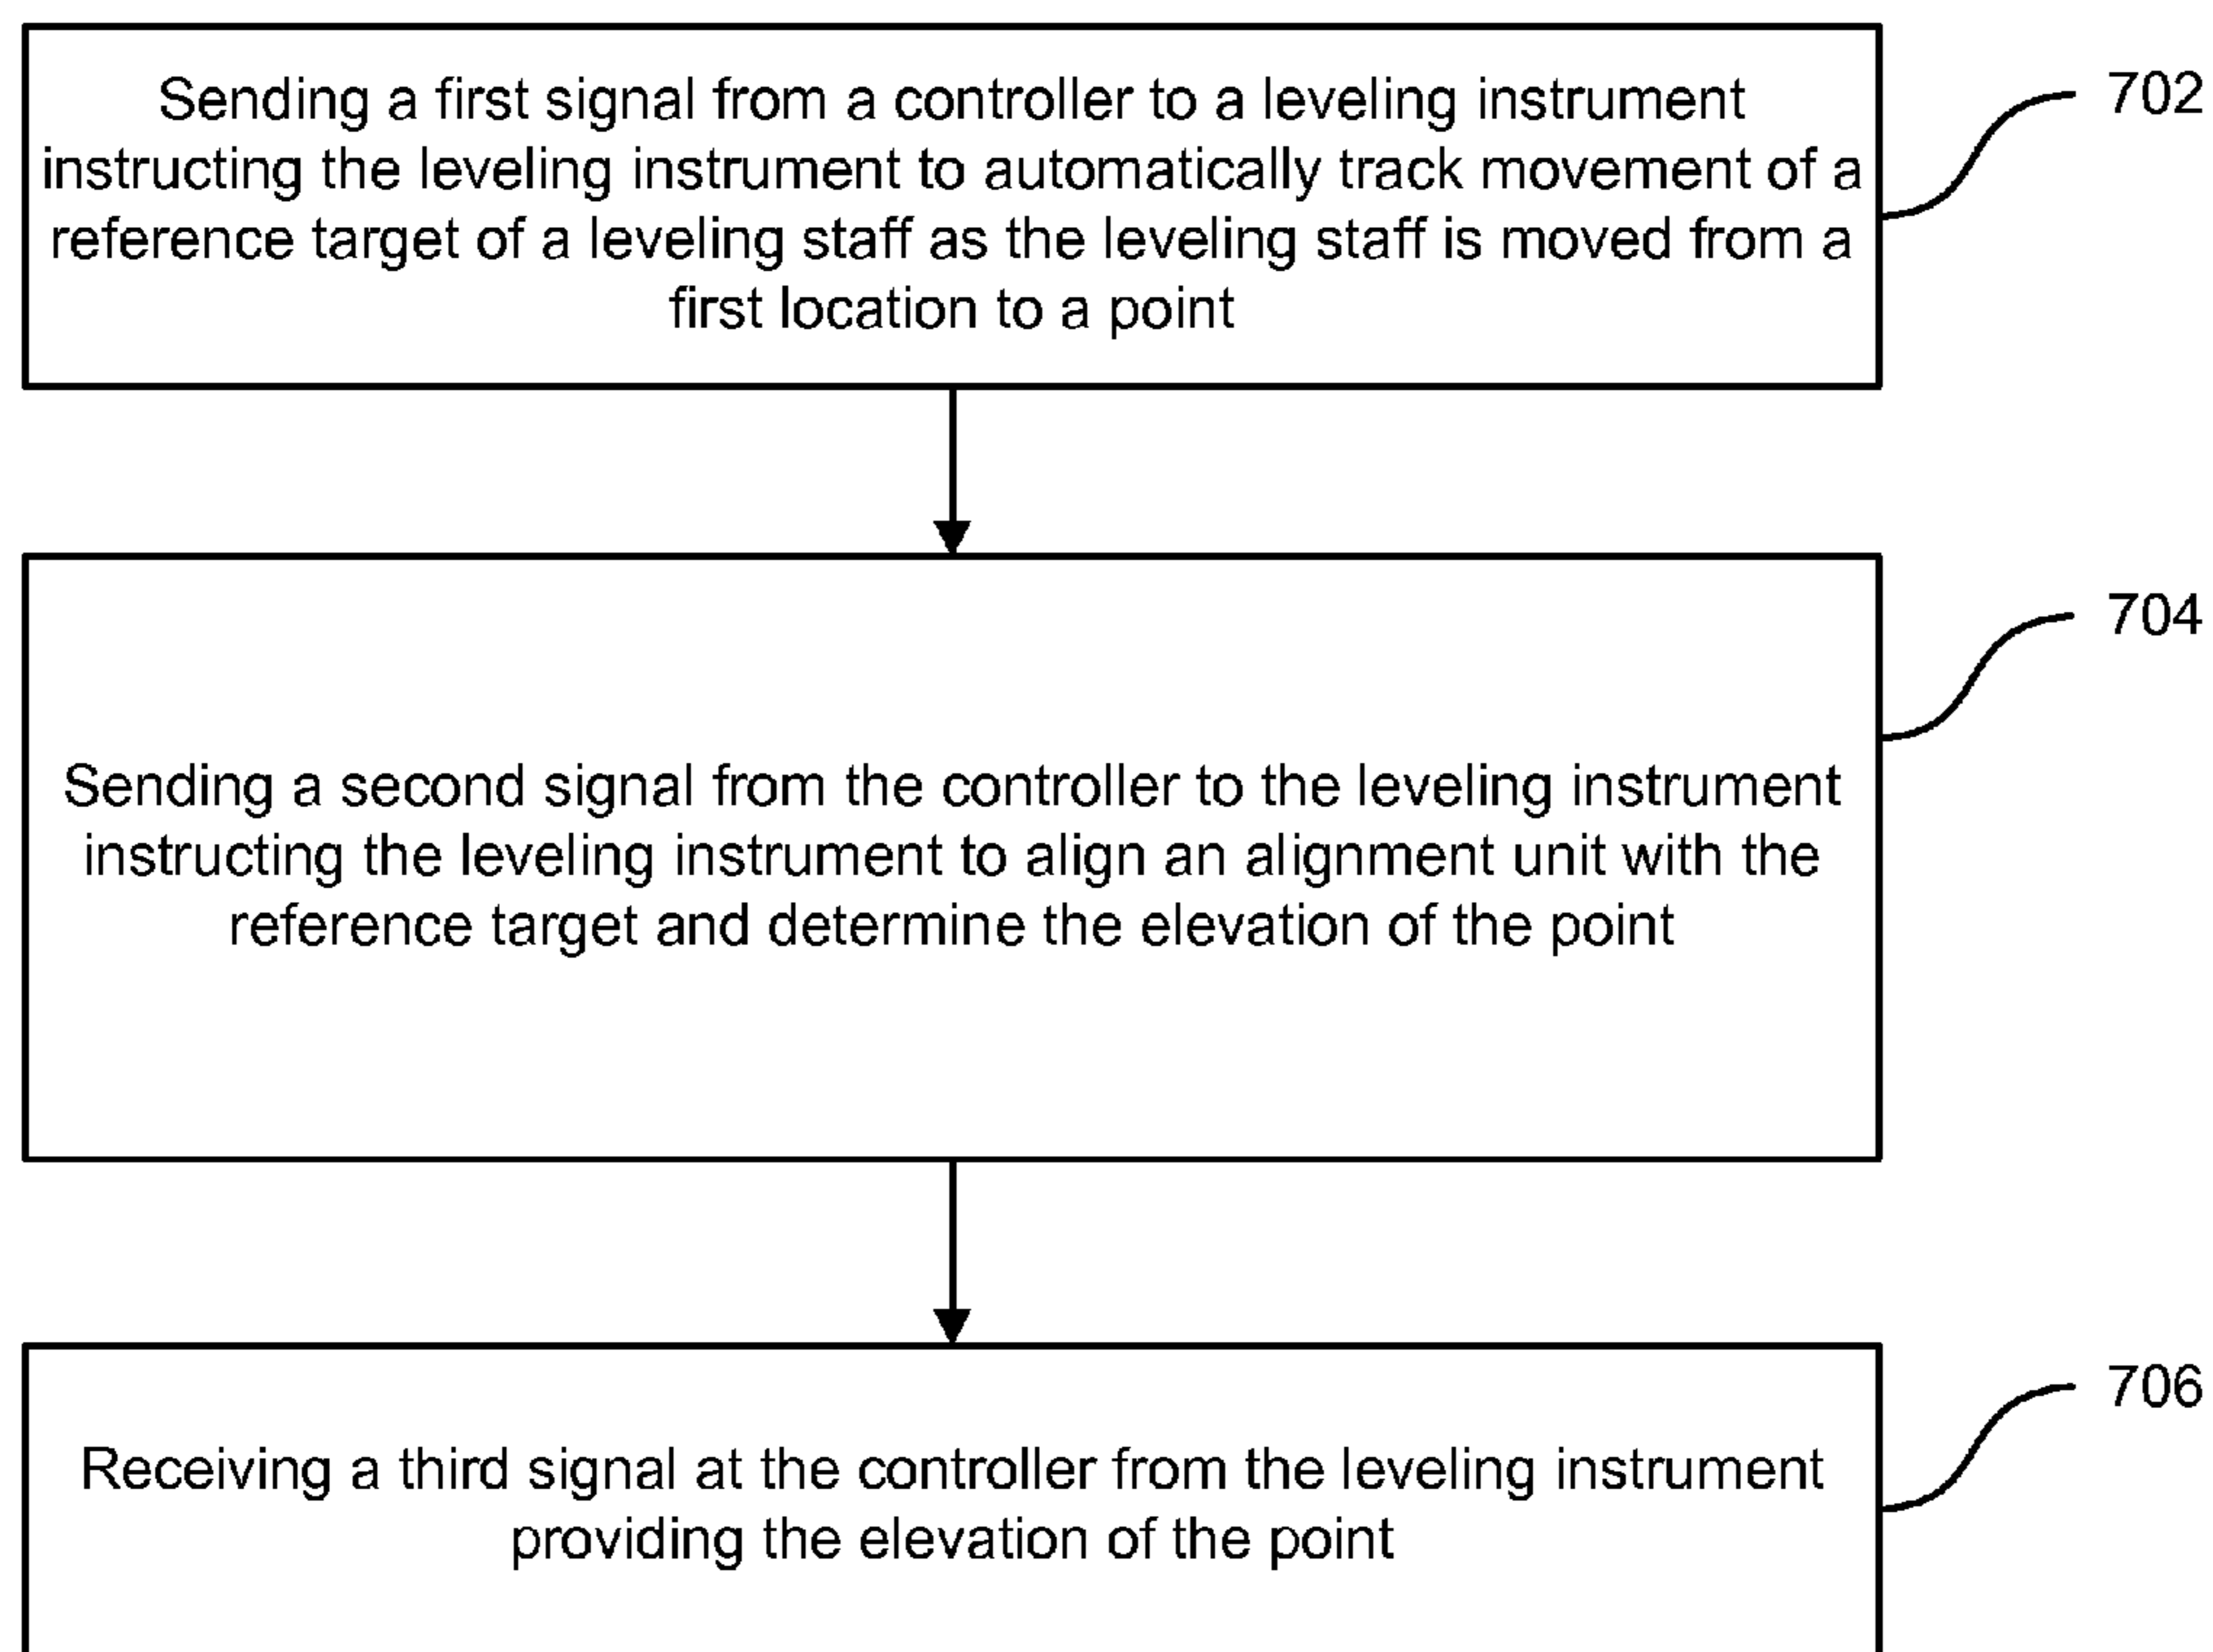 Sending a first signal from a controller to a leveling instrument
instructing the leveling instrument to automatically track movement of a
reference target of a leveling staff as the leveling staff is moved from a
first location to a point
702
Sending a second signal from the controller to the leveling instrument
instructing the leveling instrument to align an alignment unit with the
reference target and determine the elevation of the point
704
Receiving a third signal at the controller from the leveling instrument
providing the elevation of the point
706